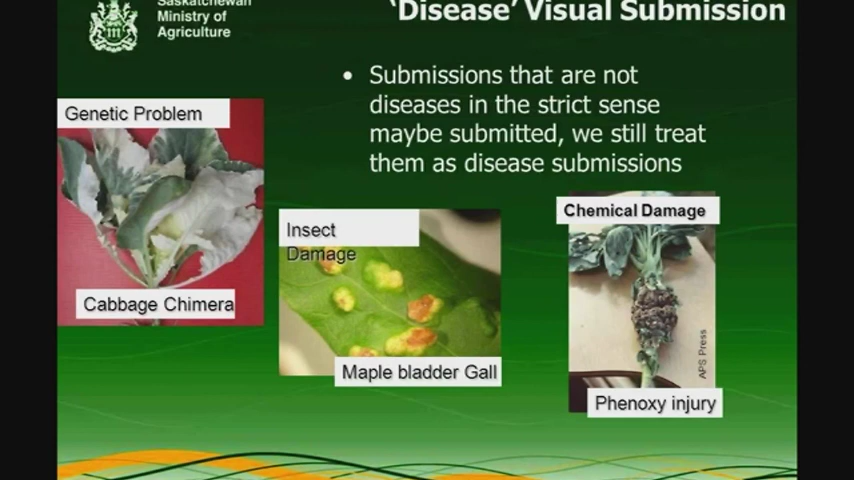 Saskatchewan
Ministry of
Agriculture
'Disease' Visual Submission
• Submissions that are not
diseases in the strict sense
maybe submitted, we still treat
them as disease submissions
Genetic Problem
Cabbage Chimera
Insect
Damage
Maple bladder Gall
Chemical Damage
APS Press
Phenoxy injury